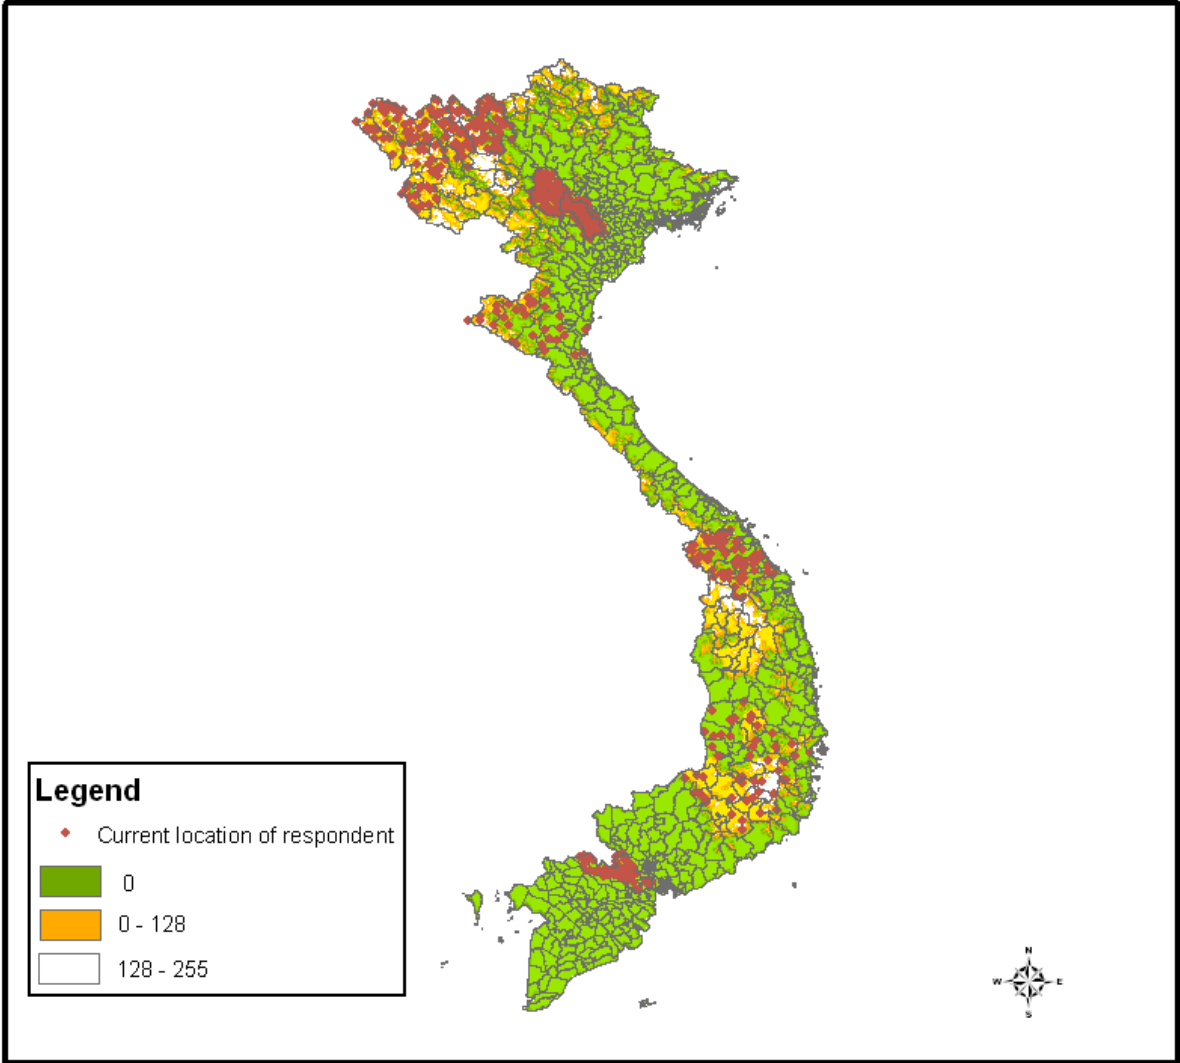 Legend
Current location of respondent
0
0 - 128
128 - 255
N
W E
S